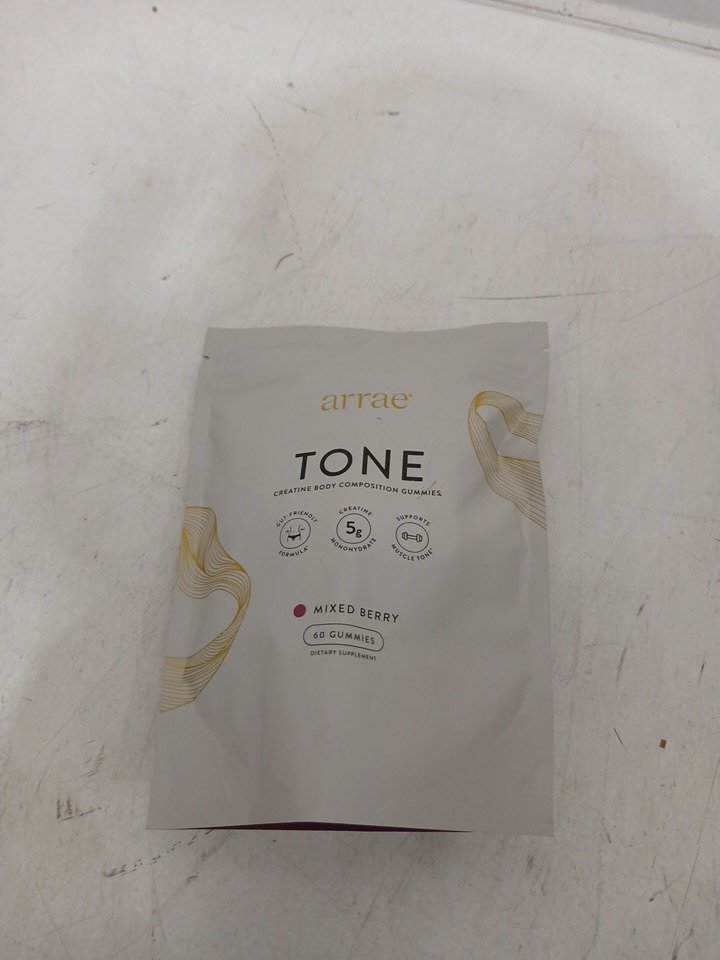 arrae®
TONE
CREATINE BODY COMPOSITION GUMMIES
GUT-FRIENDLY
FORMULA*
CREATINE
5g
MONOHYDRATE
SUPPORTS
MUSCLE TONE*
MIXED BERRY
60 GUMMIES
DIETARY SUPPLEMENT